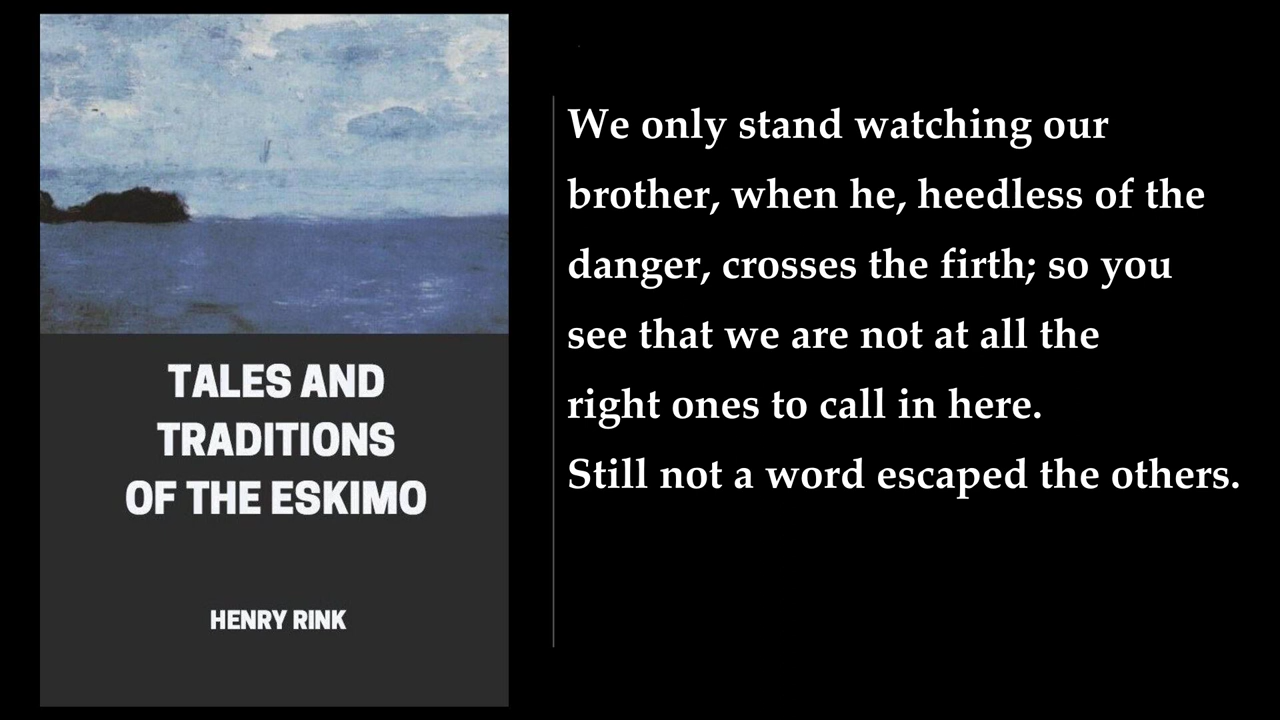 TALES AND
TRADITIONS
OF THE ESKIMO
HENRY RINK
We only stand watching our
brother, when he, heedless of the
danger, crosses the firth; so you
see that we are not at all the
right ones to call in here.
Still not a word escaped the others.